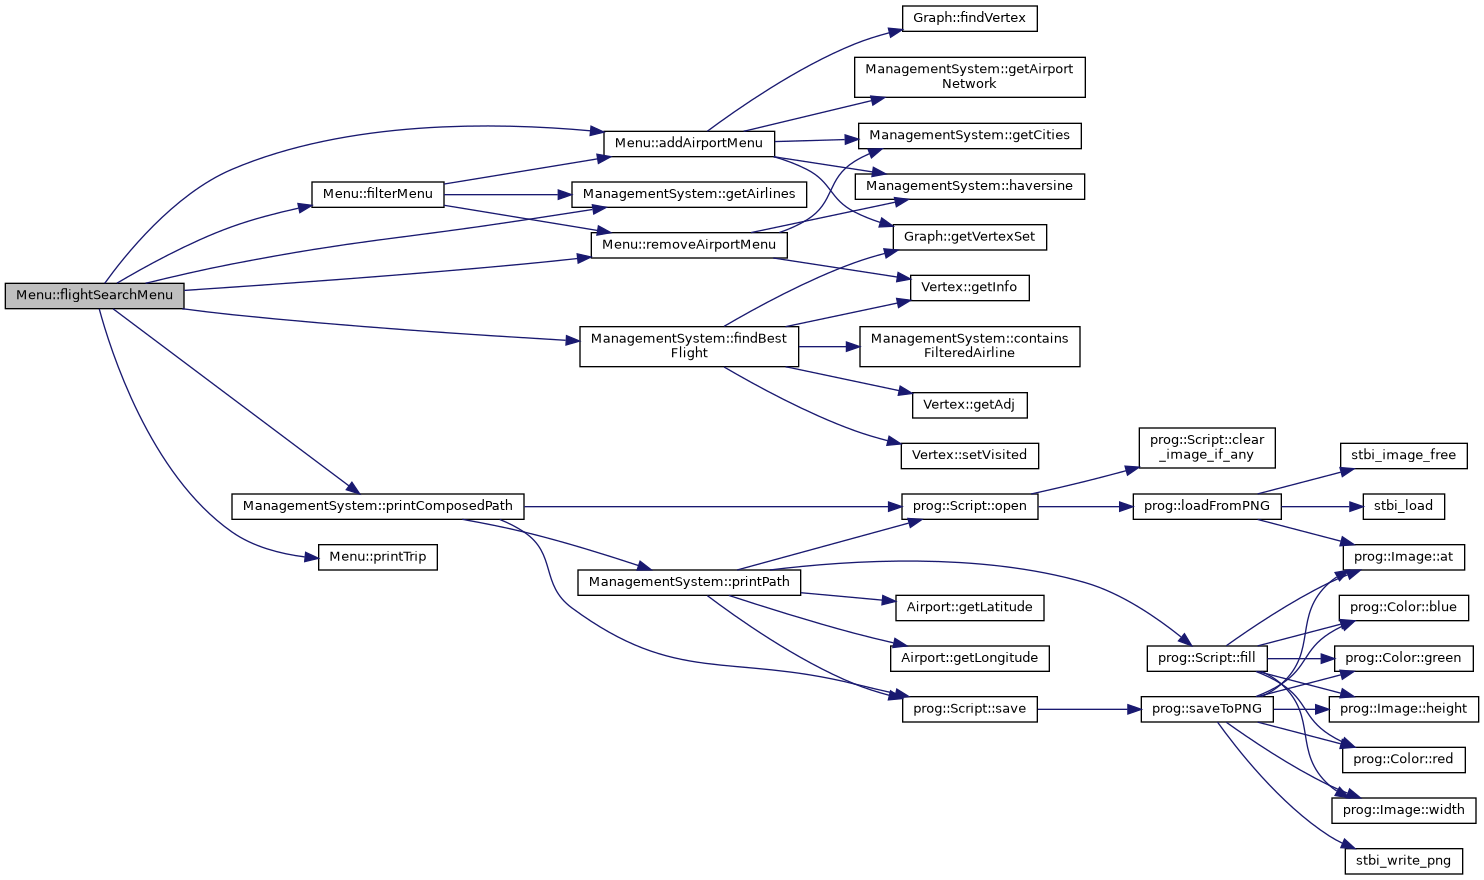 Graph::findVertex
ManagementSystem::getAirport
Network
ManagementSystem::getCities
Menu::addAirportMenu
ManagementSystem::haversine
Menu::filterMenu
ManagementSystem::getAirlines
Graph::getVertexSet
Menu::removeAirportMenu
Vertex::getInfo
Menu::flightSearchMenu
ManagementSystem::findBest
Flight
ManagementSystem::contains
FilteredAirline
Vertex::getAdj
Vertex::setVisited
prog::Script::clear
_image_if_any
stbi_image_free
ManagementSystem::printComposedPath
prog::Script::open
prog::loadFromPNG
stbi_load
Menu::printTrip
prog::Image::at
ManagementSystem::printPath
Airport::getLatitude
prog::Color::blue
Airport::getLongitude
prog::Script::fill
prog::Color::green
prog::Script::save
prog::saveToPNG
prog::Image::height
prog::Color::red
prog::Image::width
stbi_write_png